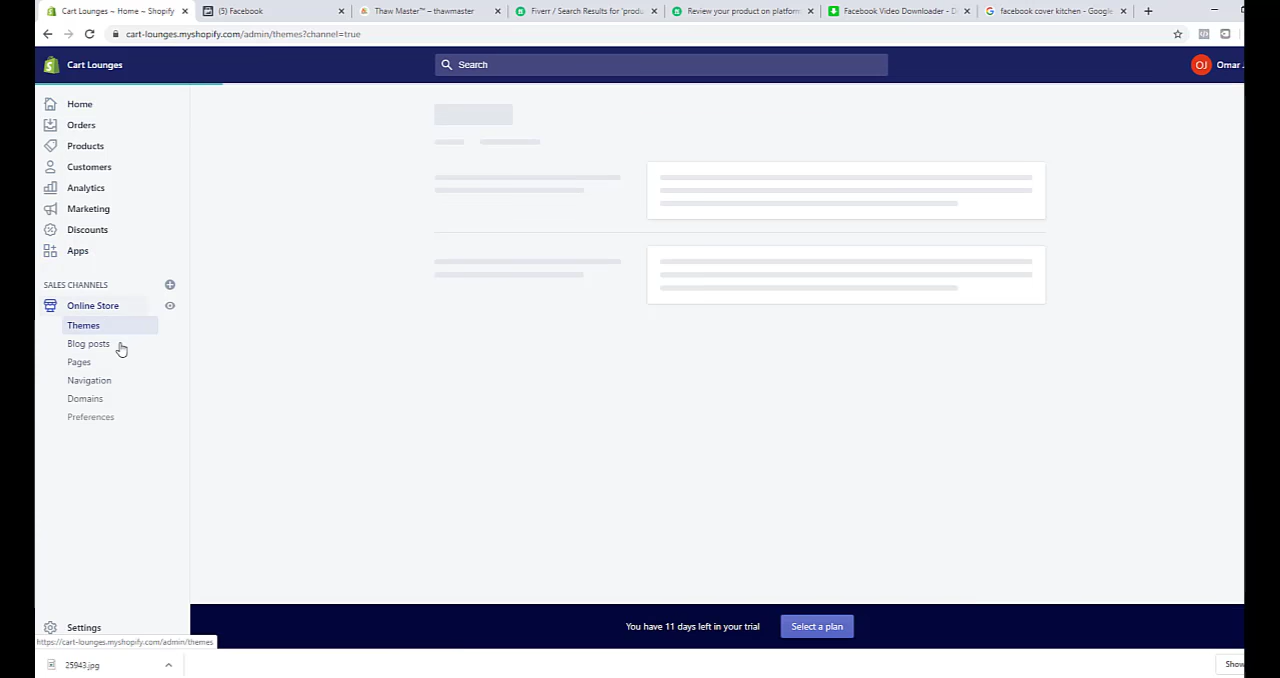 Cart Lounges ~ Home ~ Shopify
(5) Facebook
Thaw Master™ – thawmaster
Fiverr / Search Results for 'produ
Review your product on platform
Facebook Video Downloader - D
facebook cover kitchen - Google
cart-lounges.myshopify.com/admin/themes?channel=true
Cart Lounges
Search
OJ
Omar
Home
Orders
Products
Customers
Analytics
Marketing
Discounts
Apps
SALES CHANNELS
Online Store
Themes
Blog posts
Pages
Navigation
Domains
Preferences
Settings
You have 11 days left in your trial
Select a plan
https://cart-lounges.myshopify.com/admin/themes
25943.jpg
Show